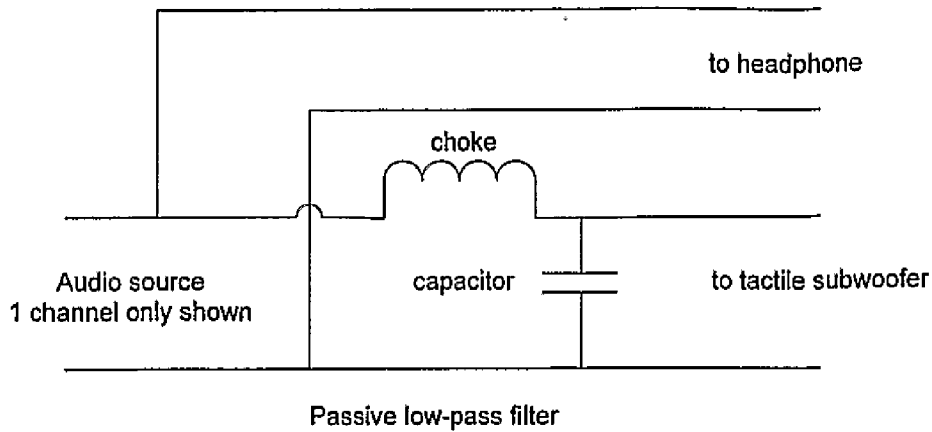 to headphone
choke
Audio source
1 channel only shown
capacitor
to tactile subwoofer
Passive low-pass filter